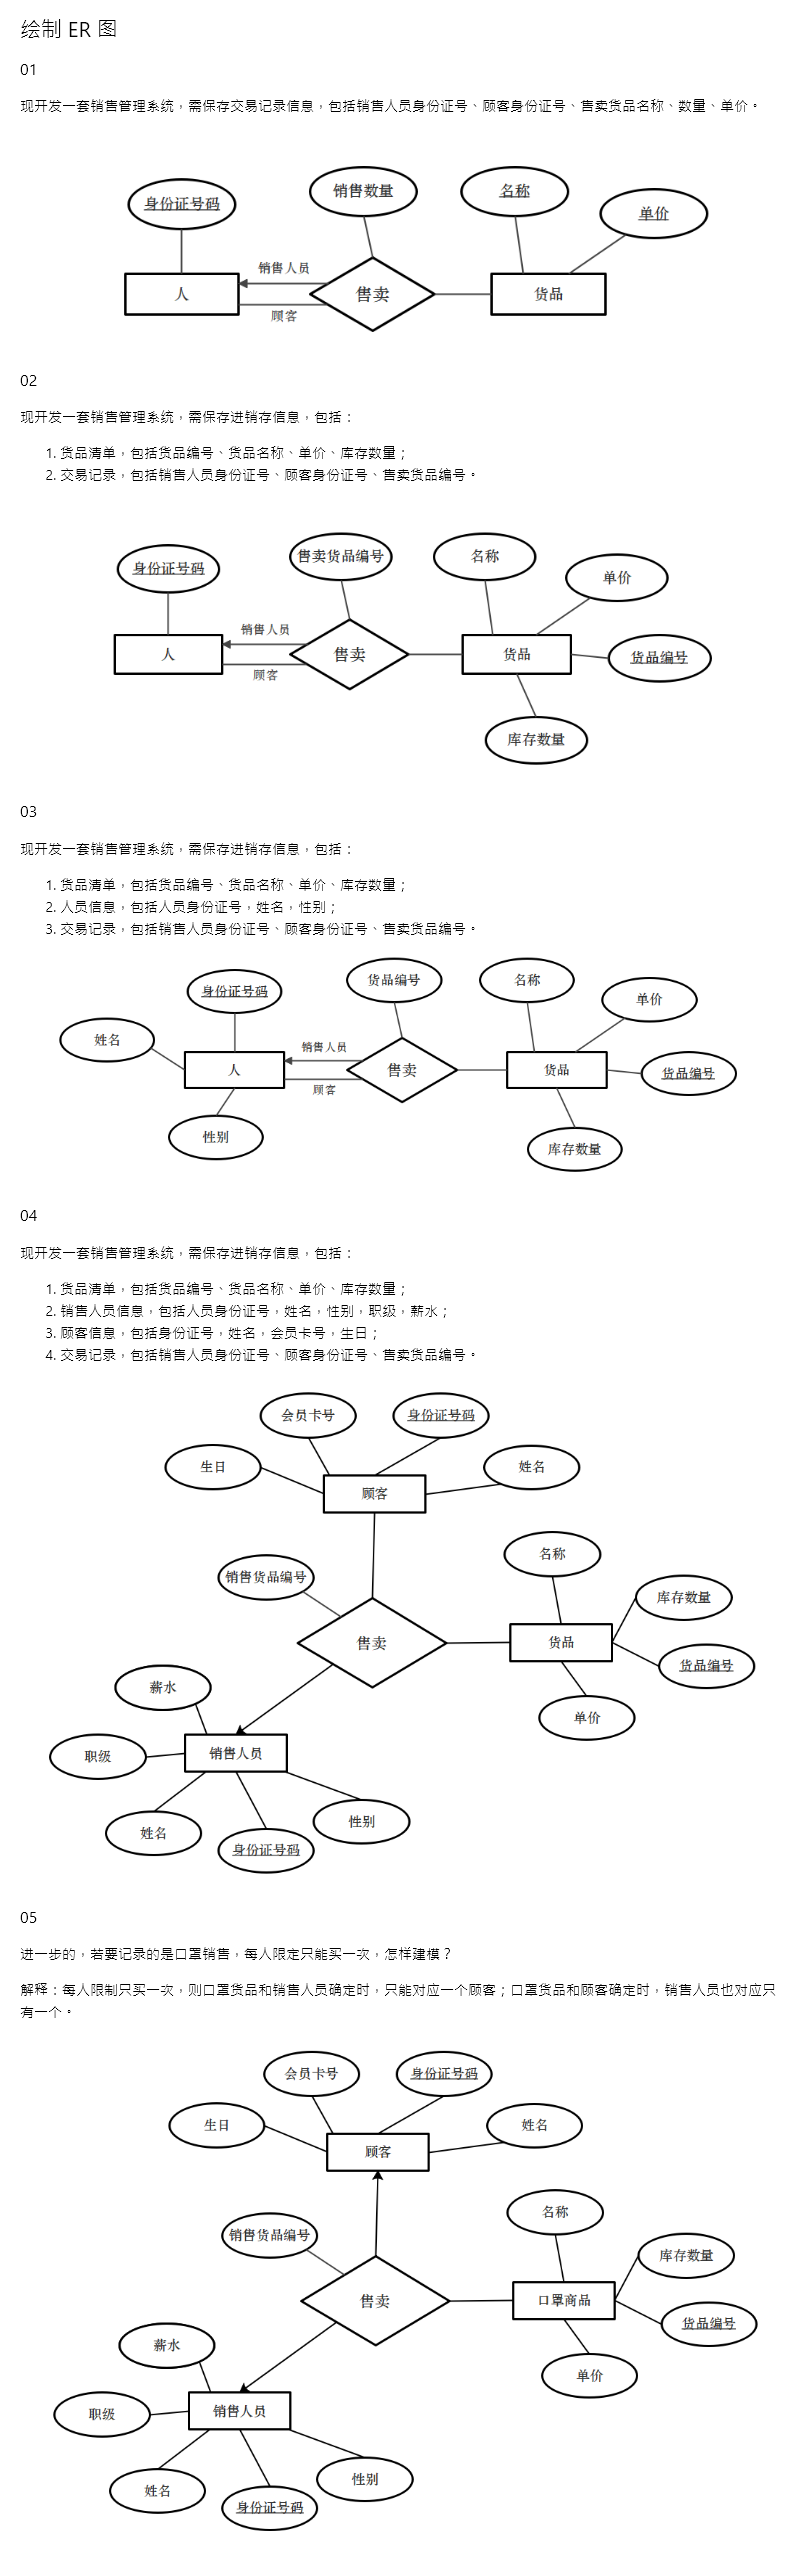 绘制 ER 图
01
现开发一套销售管理系统，需保存交易记录信息，包括销售人员身份证号、顾客身份证号、售卖货品名称、数量、单价。
身份证号码
销售数量
名称
单价
销售人员
人
售卖
货品
顾客
02
现开发一套销售管理系统，需保存进销存信息，包括：
1. 货品清单，包括货品编号、货品名称、单价、库存数量；
2. 交易记录，包括销售人员身份证号、顾客身份证号、售卖货品编号。
身份证号码
售卖货品编号
名称
单价
销售人员
人
售卖
货品
货品编号
顾客
库存数量
03
现开发一套销售管理系统，需保存进销存信息，包括：
1. 货品清单，包括货品编号、货品名称、单价、库存数量；
2. 人员信息，包括人员身份证号，姓名，性别；
3. 交易记录，包括销售人员身份证号、顾客身份证号、售卖货品编号。
身份证号码
货品编号
名称
单价
姓名
销售人员
人
售卖
货品
货品编号
顾客
性别
库存数量
04
现开发一套销售管理系统，需保存进销存信息，包括：
1. 货品清单，包括货品编号、货品名称、单价、库存数量；
2. 销售人员信息，包括人员身份证号，姓名，性别，职级，薪水；
3. 顾客信息，包括身份证号，姓名，会员卡号，生日；
4. 交易记录，包括销售人员身份证号、顾客身份证号、售卖货品编号。
会员卡号
身份证号码
生日
姓名
顾客
名称
销售货品编号
库存数量
售卖
货品
货品编号
薪水
单价
职级
销售人员
性别
姓名
身份证号码
05
进一步的，若要记录的是口罩销售，每人限定只能买一次，怎样建模？
解释：每人限制只买一次，则口罩货品和销售人员确定时，只能对应一个顾客；口罩货品和顾客确定时，销售人员也对应只
有一个。
会员卡号
身份证号码
生日
姓名
顾客
名称
销售货品编号
库存数量
售卖
口罩商品
货品编号
薪水
单价
职级
销售人员
性别
姓名
身份证号码